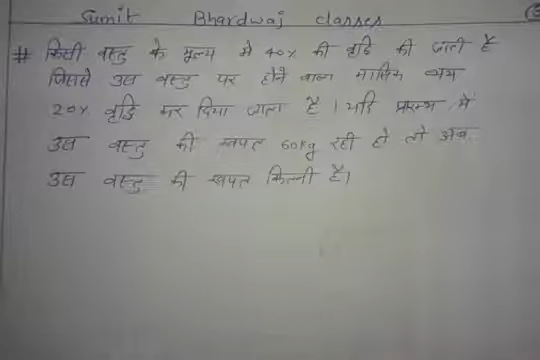 Sumit Bhardwaj classes
# किसी वस्तु के मूल्य मे 40% की वृद्धि की जाती है
जिससे उस वस्तु पर होने वाले मासिक व्यय
20% वृद्धि कर दिया जाता है । यदि प्रारम्भ में
उस वस्तु की खपत 60kg रही हो तो अब
उस वस्तु की खपत कितनी है।